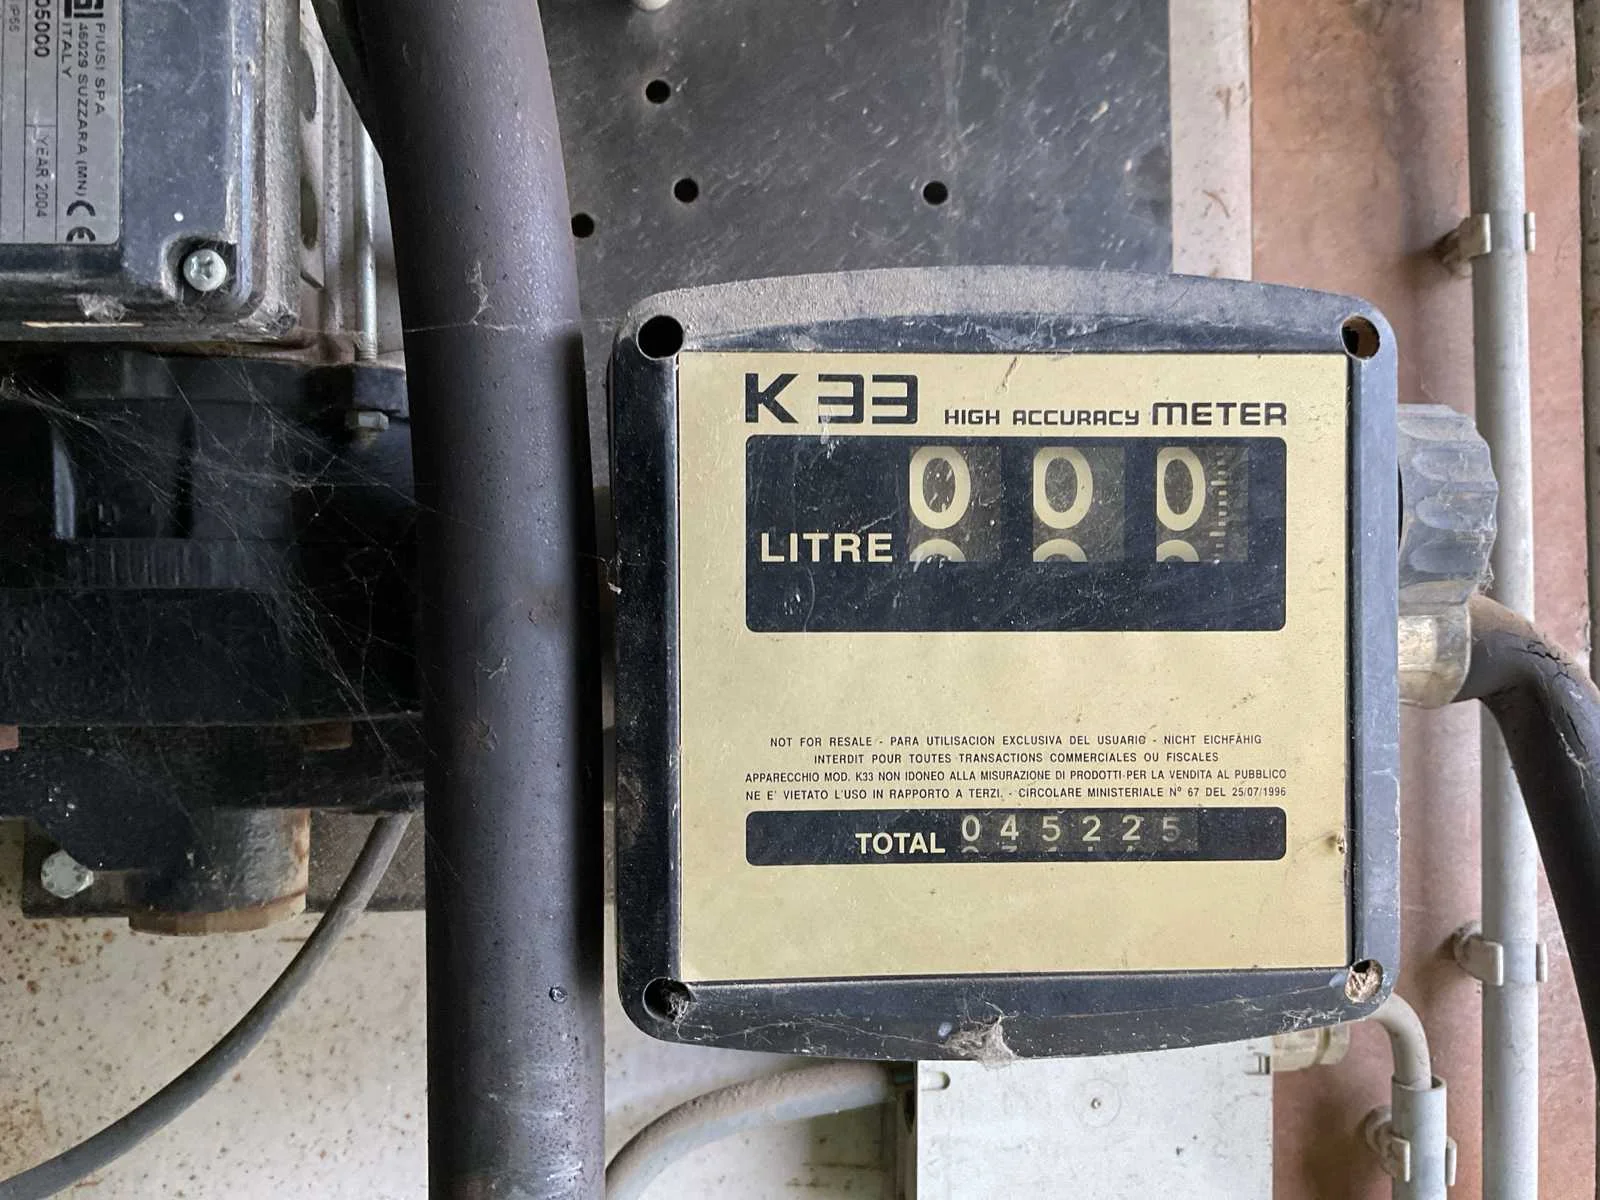 PIUSI SPA
46029 SUZZARA (MN)
ITALY
CE
05000
YEAR 2004
IP55
K33 HIGH ACCURACY METER
LITRE 000
NOT FOR RESALE - PARA UTILISACION EXCLUSIVA DEL USUARIO - NICHT EICHFÄHIG
INTERDIT POUR TOUTES TRANSACTIONS COMMERCIALES OU FISCALES
APPARECCHIO MOD. K33 NON IDONEO ALLA MISURAZIONE DI PRODOTTI PER LA VENDITA AL PUBBLICO
NE E' VIETATO L'USO IN RAPPORTO A TERZI. - CIRCOLARE MINISTERIALE N° 67 DEL 25/07/1996
TOTAL 045225